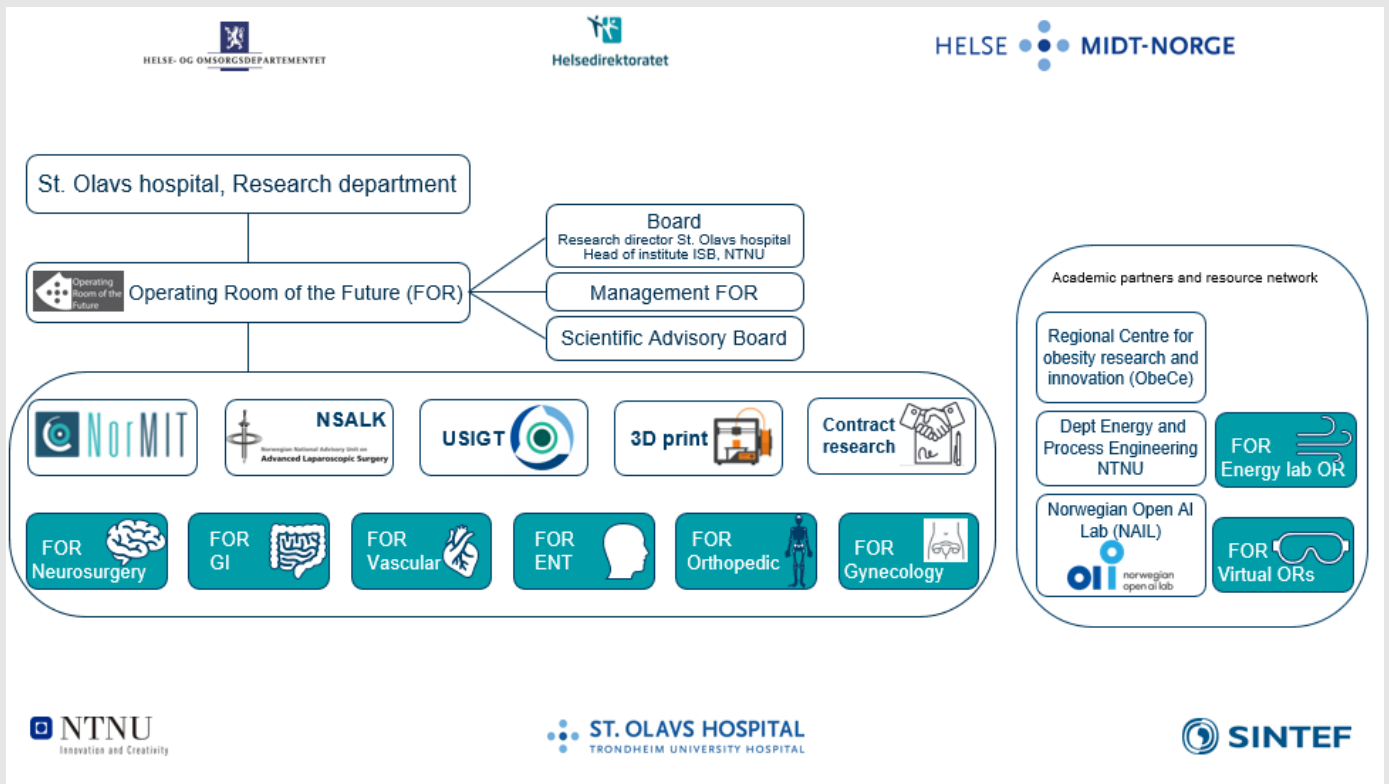 HELSE- OG OMSORGSDEPARTEMENTET
Helsedirektoratet
HELSE MIDT-NORGE
St. Olavs hospital, Research department
Operating
Room of the
Future
Operating Room of the Future (FOR)
Board
Research director St. Olavs hospital
Head of institute ISB, NTNU
Management FOR
Scientific Advisory Board
NorMIT
NSALK
Norwegian National Advisory Unit on
Advanced Laparoscopic Surgery
USIGT
3D print
Contract
research
FOR
Neurosurgery
FOR
GI
FOR
Vascular
FOR
ENT
FOR
Orthopedic
FOR
Gynecology
Academic partners and resource network
Regional Centre for
obesity research and
innovation (ObeCe)
Dept Energy and
Process Engineering
NTNU
FOR
Energy lab OR
Norwegian Open AI
Lab (NAIL)
norwegian
open ai lab
FOR
Virtual ORs
NTNU
Innovation and Creativity
ST. OLAVS HOSPITAL
TRONDHEIM UNIVERSITY HOSPITAL
SINTEF